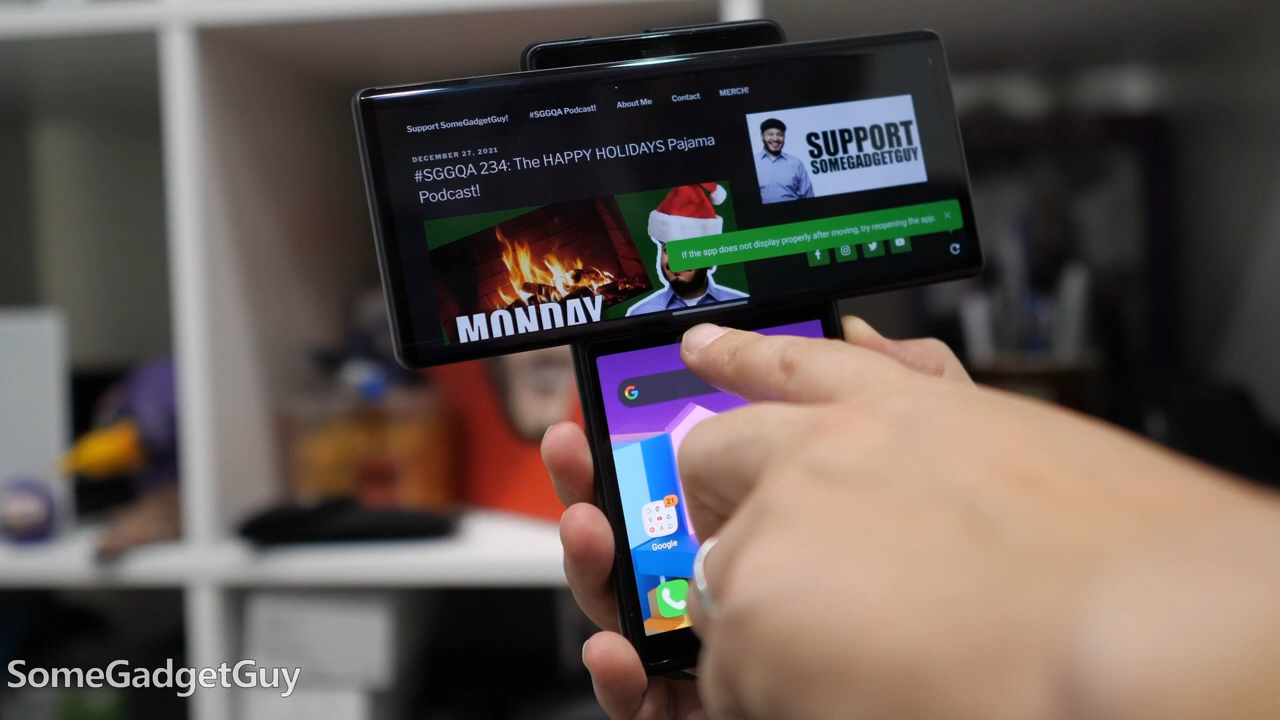 Support SomeGadgetGuy!
#SGGQA Podcast!
About Me
Contact
MERCH!
DECEMBER 27, 2021
#SGGQA 234: The HAPPY HOLIDAYS Pajama
Podcast!
SUPPORT
SOMEGADGETGUY
If the app does not display properly after moving, try reopening the app.
MONDAY
G
21
Google
SomeGadgetGuy